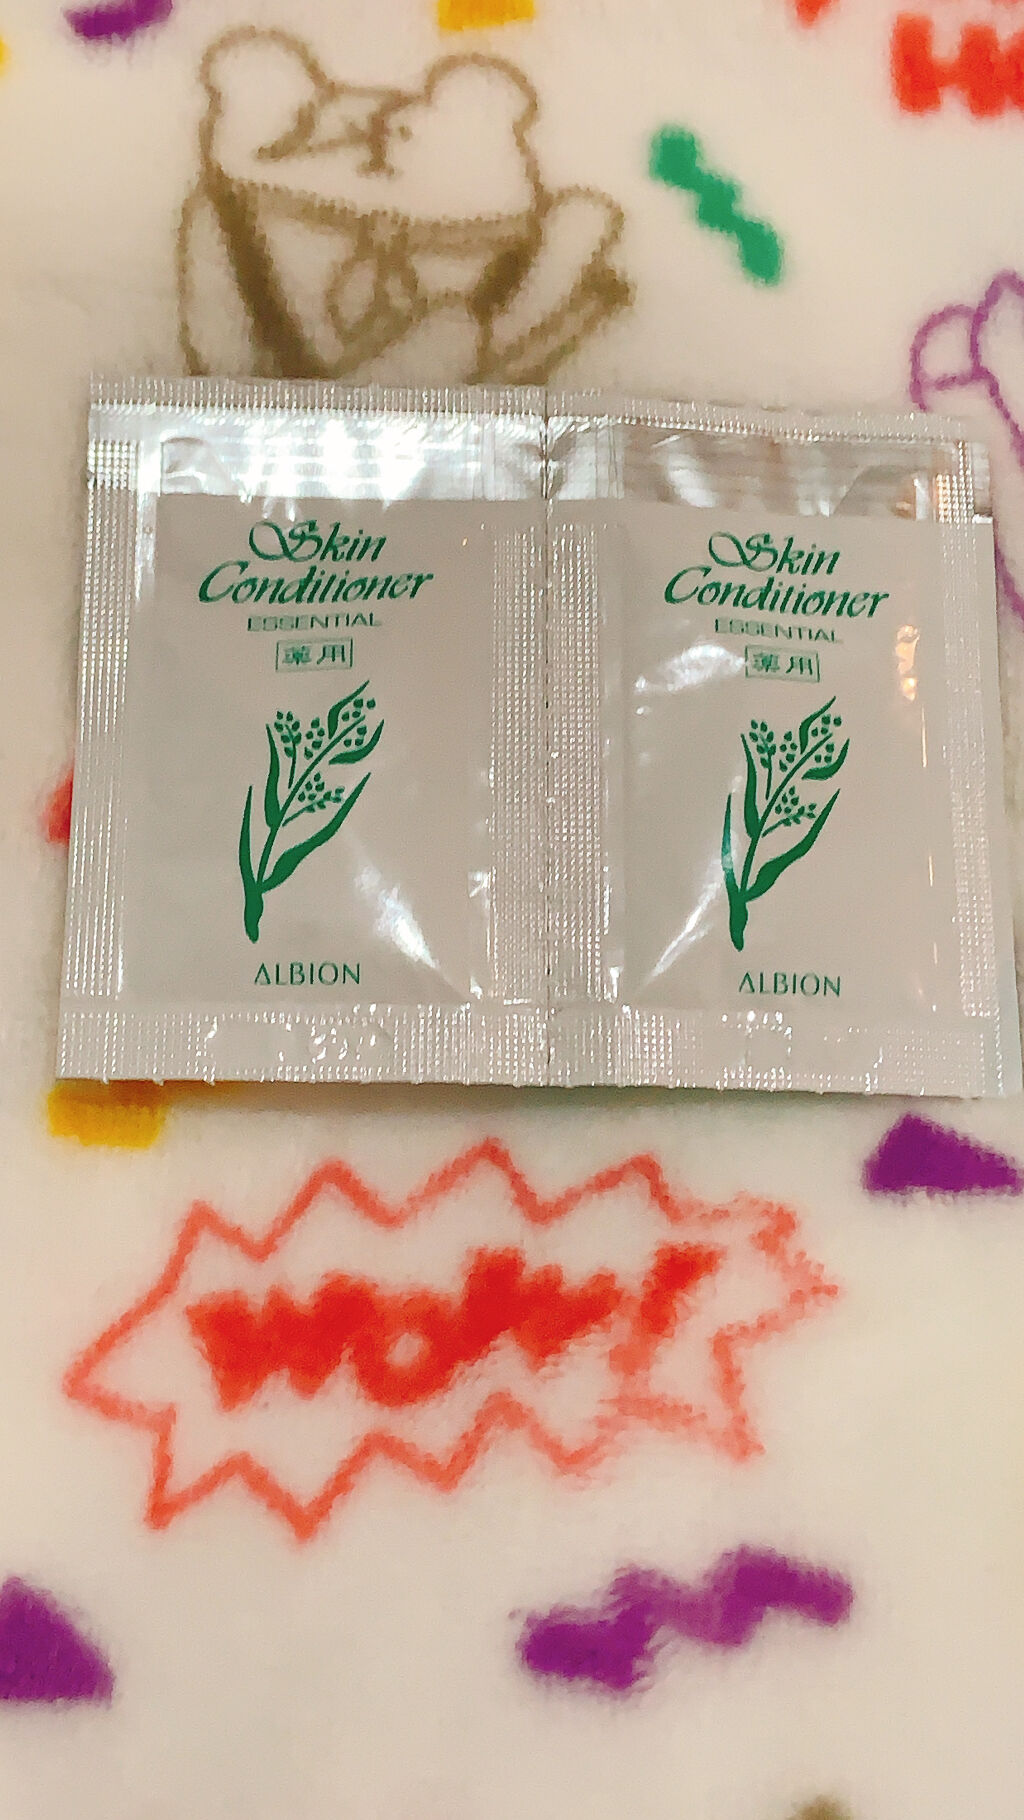 Skin
Conditioner
ESSENTIAL
薬用
ALBION
Skin
Conditioner
ESSENTIAL
薬用
ALBION
WOW!